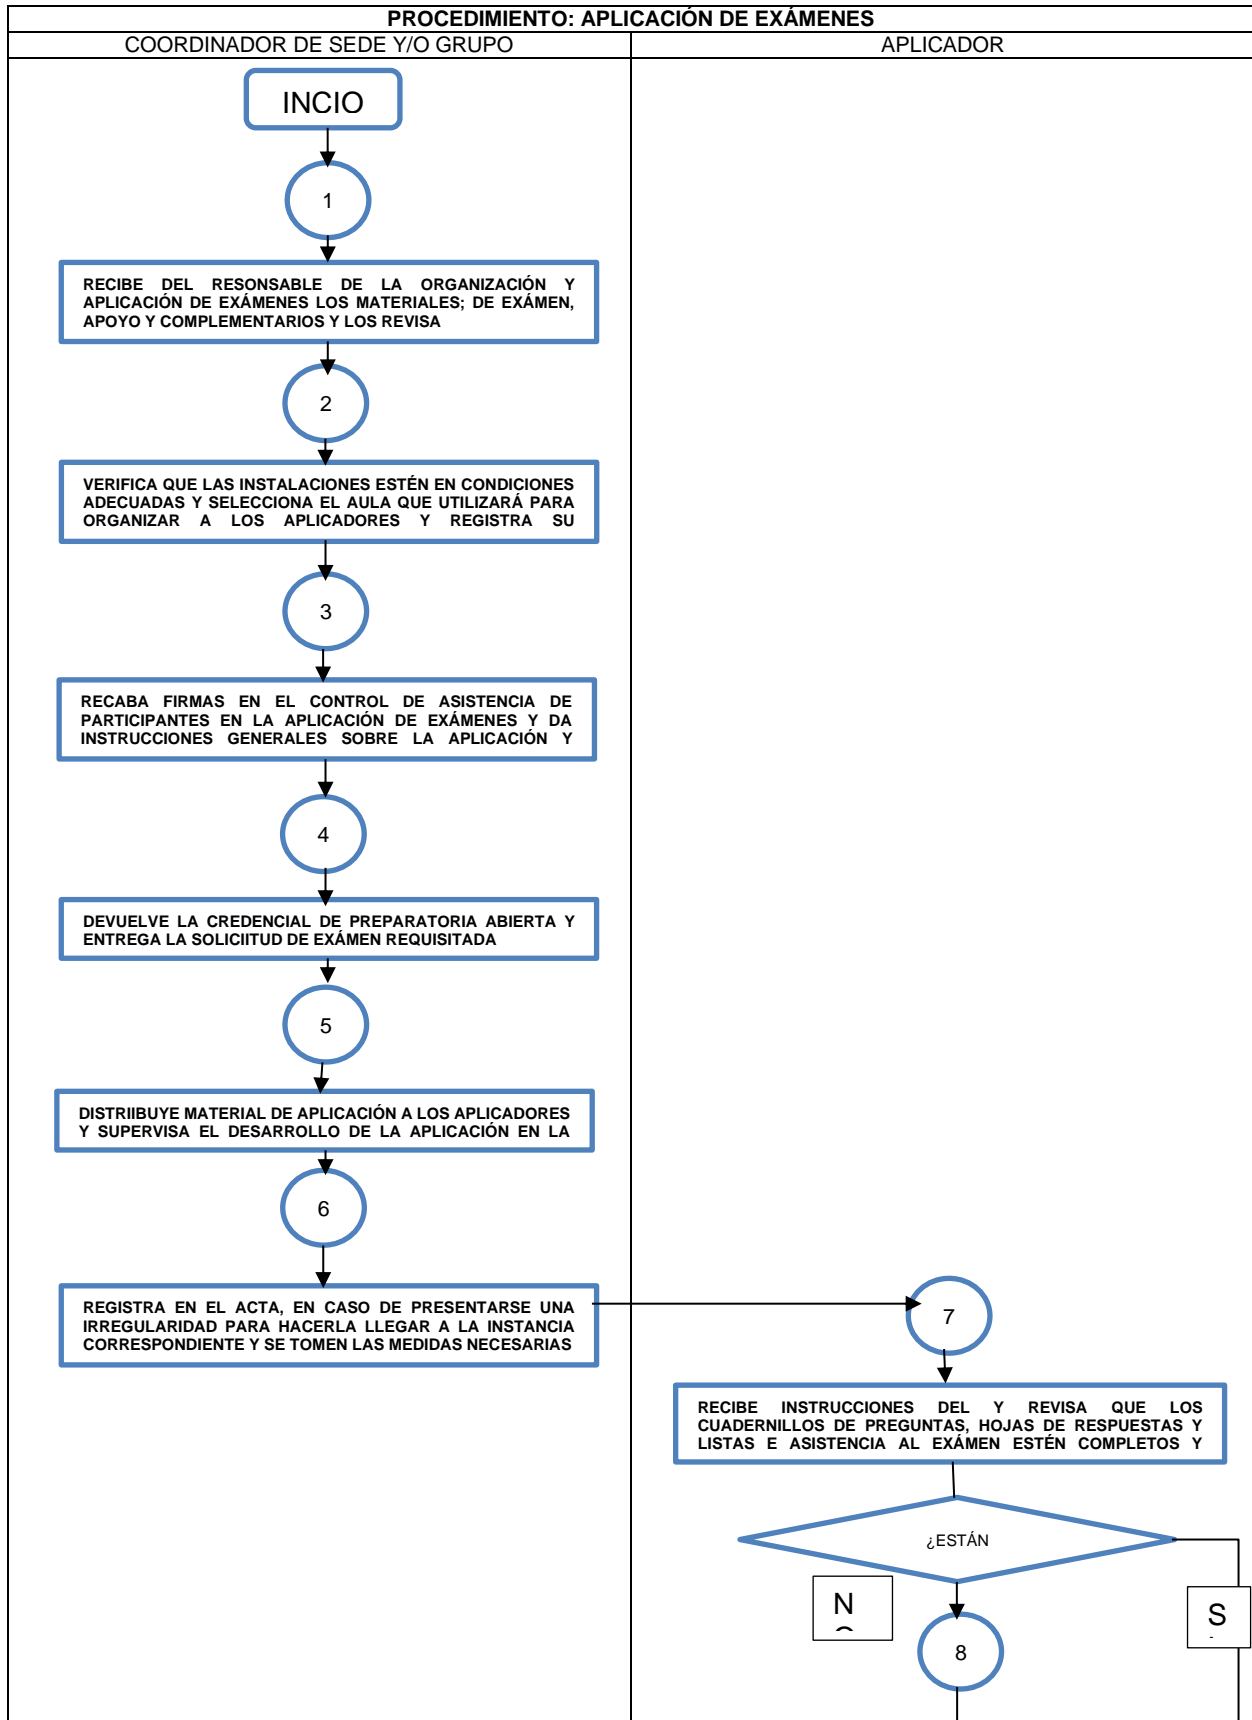 PROCEDIMIENTO: APLICACIÓN DE EXÁMENES
COORDINADOR DE SEDE Y/O GRUPO
APLICADOR
INCIO
1
RECIBE DEL RESONSABLE DE LA ORGANIZACIÓN Y
APLICACIÓN DE EXÁMENES LOS MATERIALES; DE EXÁMEN,
APOYO Y COMPLEMENTARIOS Y LOS REVISA
2
VERIFICA QUE LAS INSTALACIONES ESTÉN EN CONDICIONES
ADECUADAS Y SELECCIONA EL AULA QUE UTILIZARÁ PARA
ORGANIZAR A LOS APLICADORES Y REGISTRA SU
3
RECABA FIRMAS EN EL CONTROL DE ASISTENCIA DE
PARTICIPANTES EN LA APLICACIÓN DE EXÁMENES Y DA
INSTRUCCIONES GENERALES SOBRE LA APLICACIÓN Y
4
DEVUELVE LA CREDENCIAL DE PREPARATORIA ABIERTA Y
ENTREGA LA SOLICIITUD DE EXÁMEN REQUISITADA
5
DISTRIIBUYE MATERIAL DE APLICACIÓN A LOS APLICADORES
Y SUPERVISA EL DESARROLLO DE LA APLICACIÓN EN LA
6
REGISTRA EN EL ACTA, EN CASO DE PRESENTARSE UNA
IRREGULARIDAD PARA HACERLA LLEGAR A LA INSTANCIA
CORRESPONDIENTE Y SE TOMEN LAS MEDIDAS NECESARIAS
7
RECIBE INSTRUCCIONES DEL Y REVISA QUE LOS
CUADERNILLOS DE PREGUNTAS, HOJAS DE RESPUESTAS Y
LISTAS E ASISTENCIA AL EXÁMEN ESTÉN COMPLETOS Y
¿ESTÁN
N
S
8